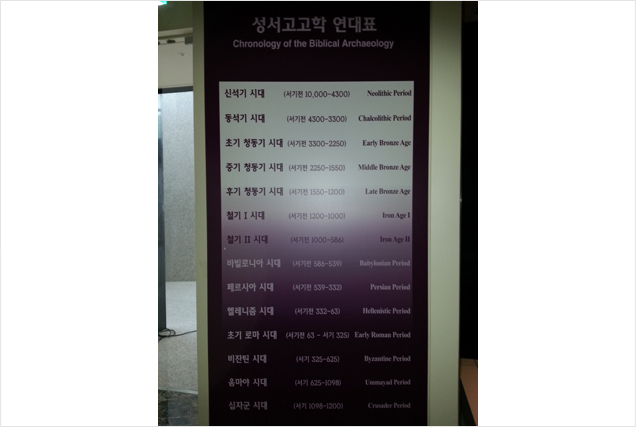 성서고고학 연대표
Chronology of the Biblical Archaeology
신석기 시대 (서기전 10,000~4300) Neolithic Period
동석기 시대 (서기전 4300~3300) Chalcolithic Period
초기 청동기 시대 (서기전 3300~2250) Early Bronze Age
중기 청동기 시대 (서기전 2250~1550) Middle Bronze Age
후기 청동기 시대 (서기전 1550~1200) Late Bronze Age
철기 I 시대 (서기전 1200~1000) Iron Age I
철기 II 시대 (서기전 1000~586) Iron Age II
바빌로니아 시대 (서기전 586~539) Babylonian Period
페르시아 시대 (서기전 539~332) Persian Period
헬레니즘 시대 (서기전 332~63) Hellenistic Period
초기 로마 시대 (서기전 63 ~ 서기 325) Early Roman Period
비잔틴 시대 (서기 325~625) Byzantine Period
움마야 시대 (서기 625~1098) Ummayad Period
십자군 시대 (서기 1098~1200) Crusader Period